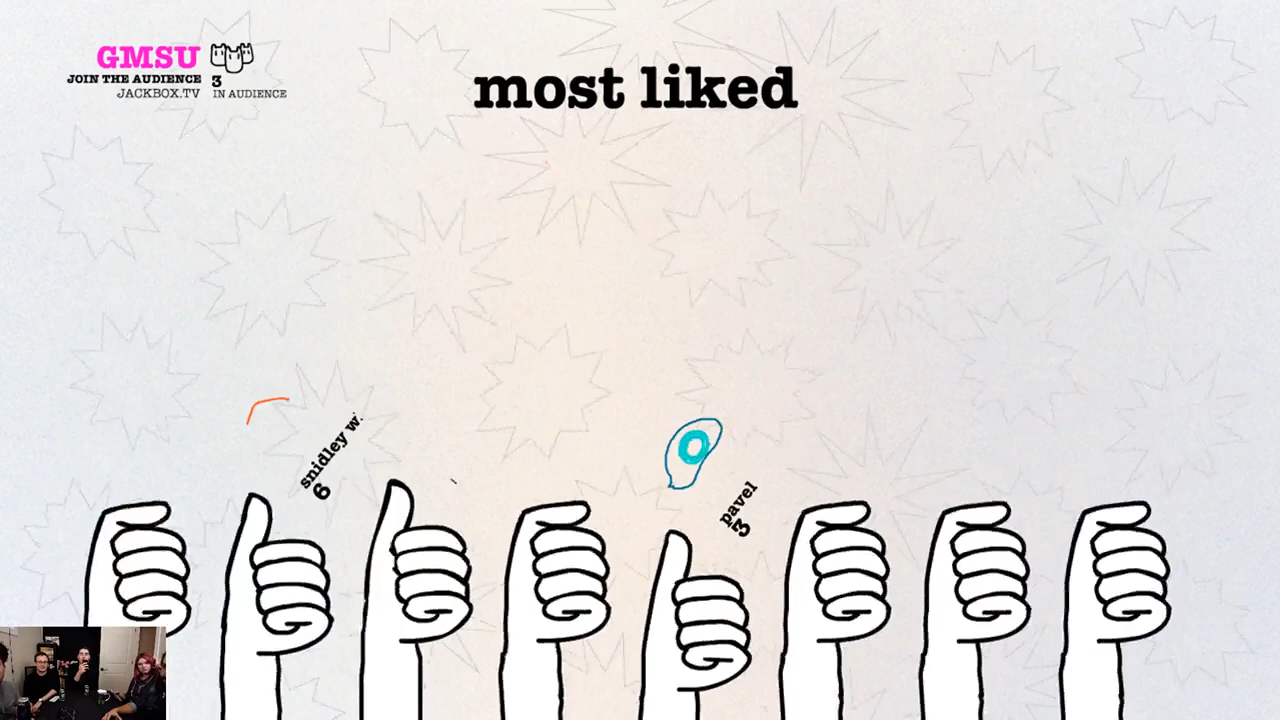 GMSU
JOIN THE AUDIENCE
JACKBOX.TV
3
IN AUDIENCE
most liked
snidley w.
6
pavel
3